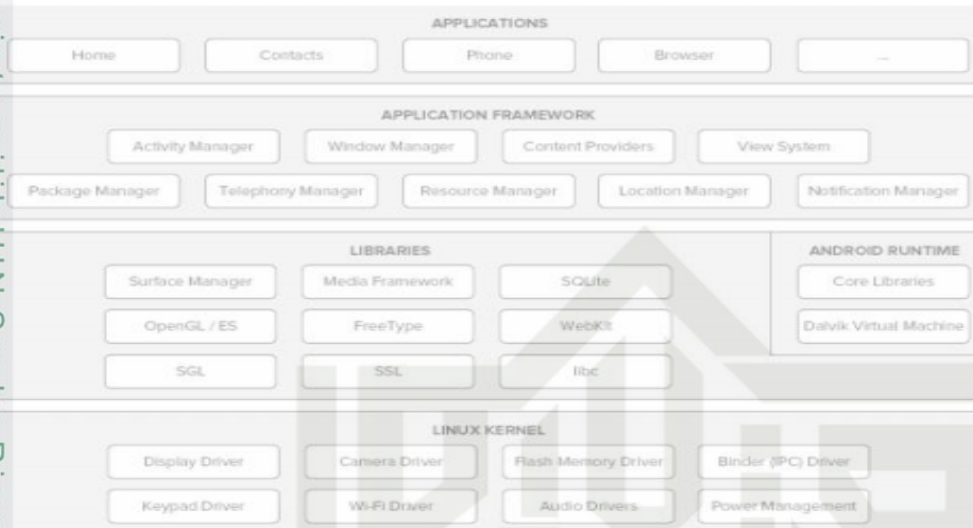 APPLICATIONS
Home Contacts Phone Browser ...
APPLICATION FRAMEWORK
Activity Manager Window Manager Content Providers View System
Package Manager Telephony Manager Resource Manager Location Manager Notification Manager
LIBRARIES ANDROID RUNTIME
Surface Manager Media Framework SQLite Core Libraries
OpenGL / ES FreeType WebKit Dalvik Virtual Machine
SGL SSL libc
LINUX KERNEL
Display Driver Camera Driver Flash Memory Driver Binder (IPC) Driver
Keypad Driver Wi-Fi Driver Audio Drivers Power Management